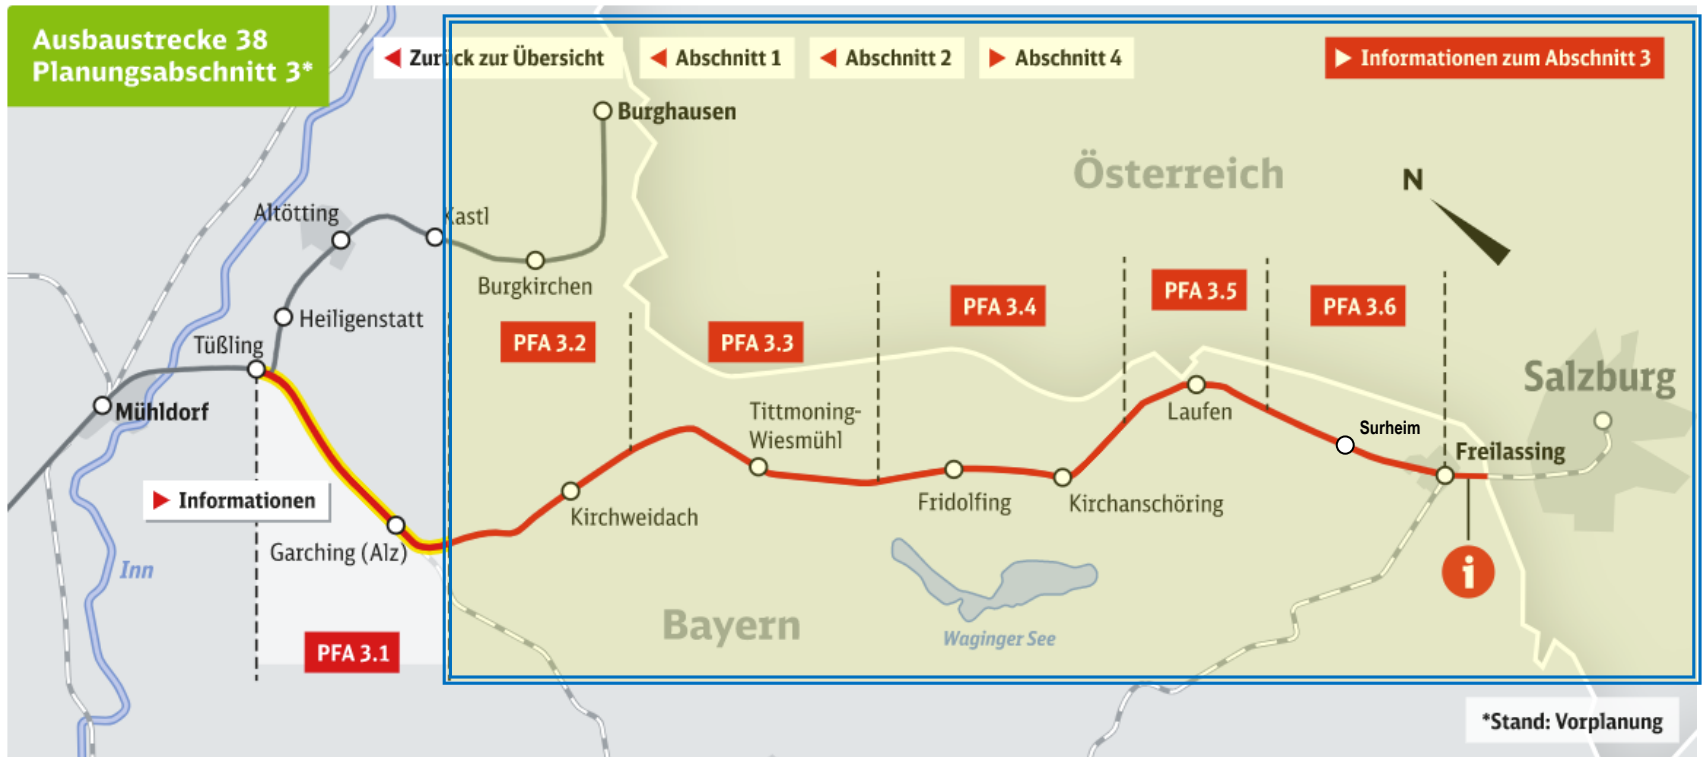 Ausbaustrecke 38
Planungsabschnitt 3*
Zurück zur Übersicht
Abschnitt 1
Abschnitt 2
Abschnitt 4
Informationen zum Abschnitt 3
Burghausen
Österreich
N
Altötting
Kastl
Burgkirchen
Heiligenstatt
PFA 3.2
PFA 3.3
PFA 3.4
PFA 3.5
PFA 3.6
Tüßling
Mühldorf
Salzburg
Tittmoning-
Wiesmühl
Laufen
Surheim
Freilassing
Informationen
Kirchweidach
Fridolfing
Kirchanschöring
Garching (Alz)
Inn
i
Bayern
Waginger See
PFA 3.1
*Stand: Vorplanung